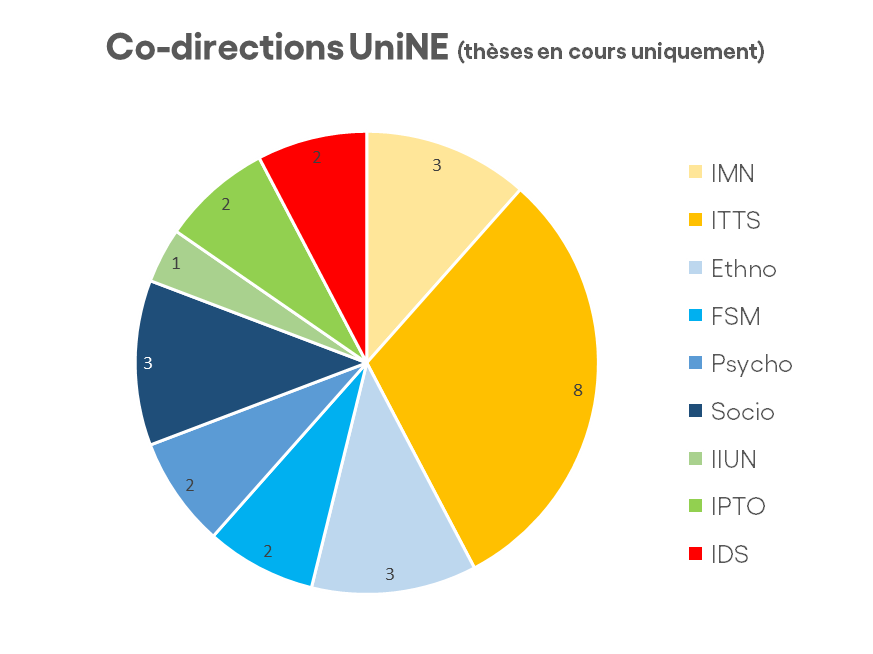 Co-directions UniNE (thèses en cours uniquement)
3
8
3
2
2
3
1
2
2
IMN
ITTS
Ethno
FSM
Psycho
Socio
IIUN
IPTO
IDS